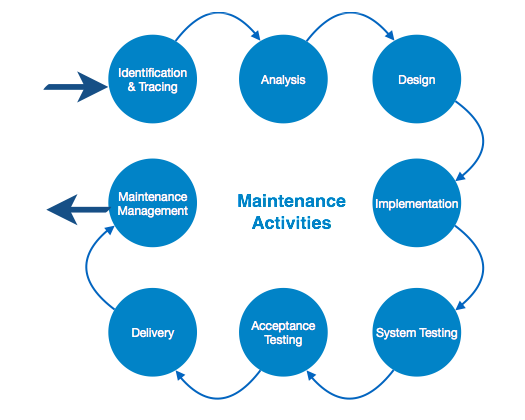 Identification
& Tracing
Analysis
Design
Maintenance
Management
Maintenance
Activities
Implementation
Delivery
Acceptance
Testing
System Testing